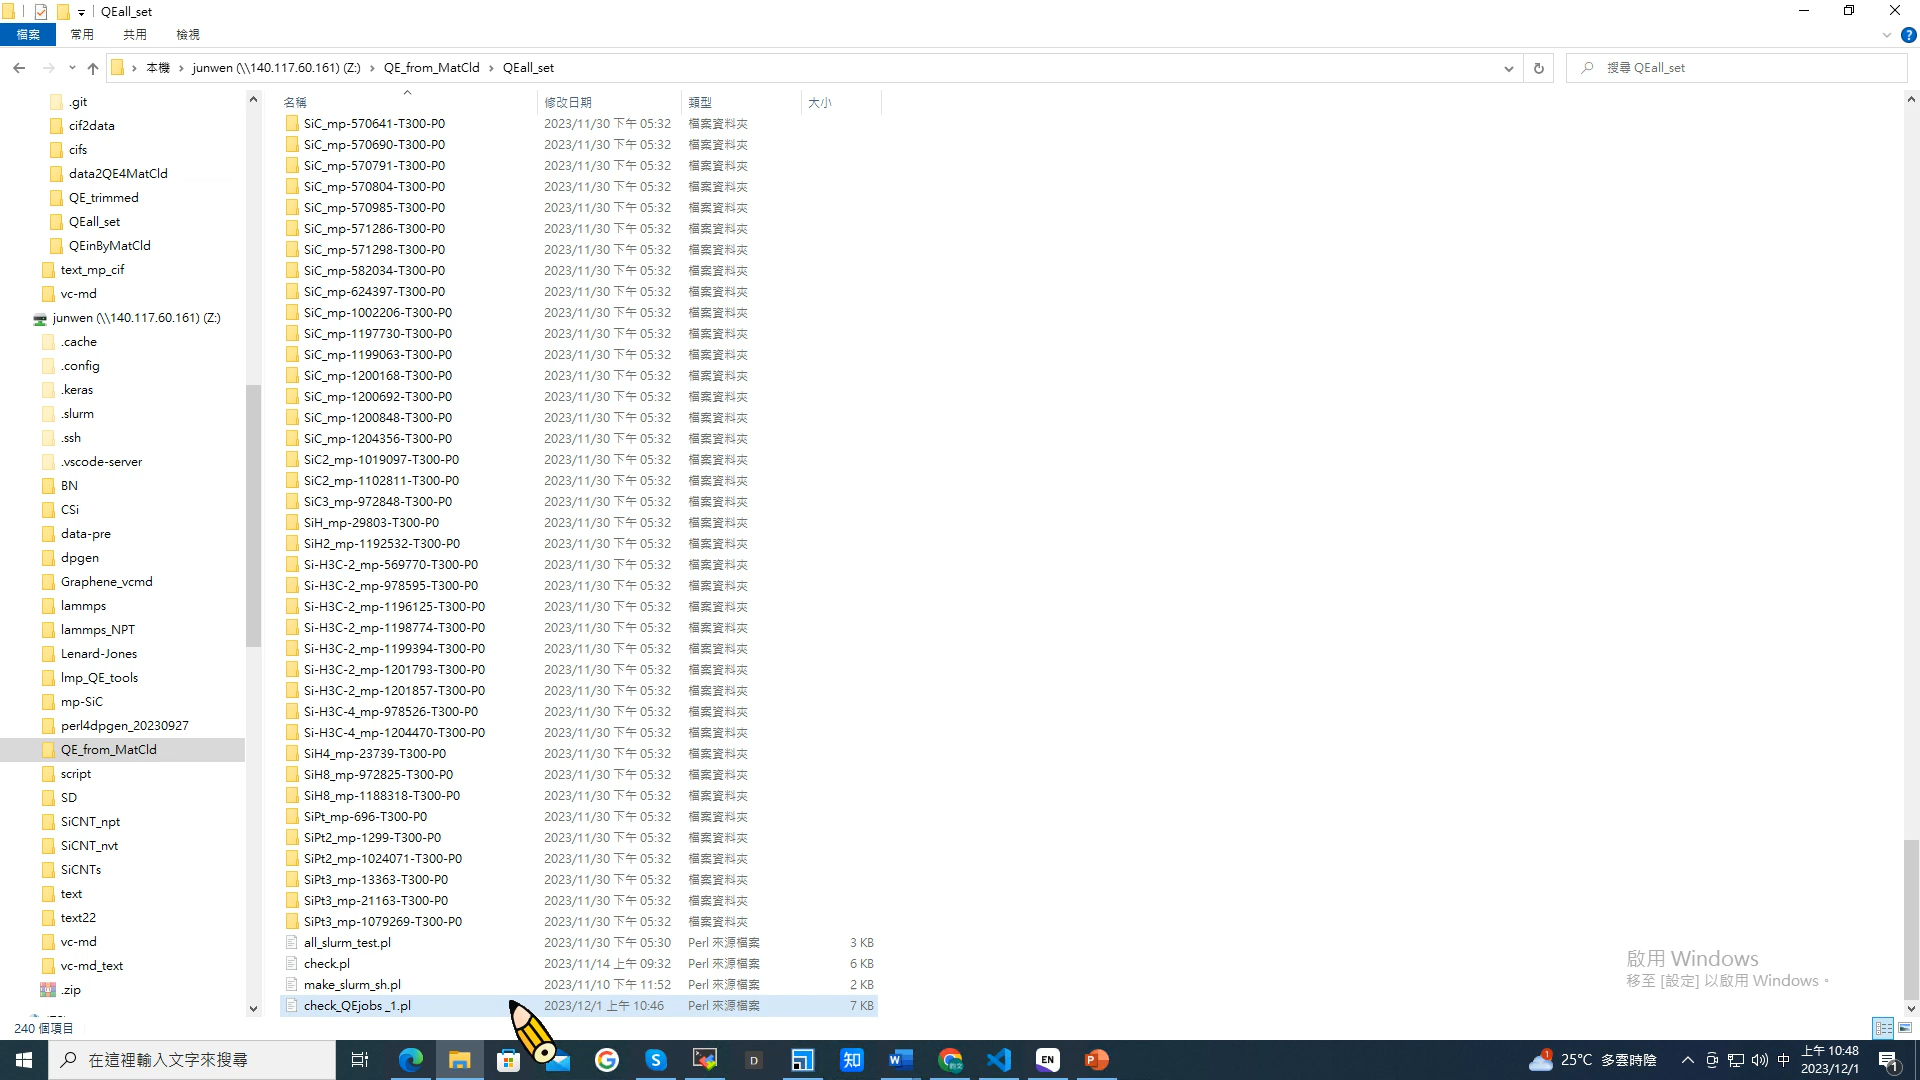 QEall_set
檔案 常用 共用 檢視
本機 junwen (\\140.117.60.161) (Z:) QE_from_MatCld QEall_set
搜尋 QEall_set
.git
cif2data
cifs
data2QE4MatCld
QE_trimmed
QEall_set
QEinByMatCld
text_mp_cif
vc-md
junwen (\\140.117.60.161) (Z:)
.cache
.config
.keras
.slurm
.ssh
.vscode-server
BN
CSi
data-pre
dpgen
Graphene_vcmd
lammps
lammps_NPT
Lenard-Jones
lmp_QE_tools
mp-SiC
perl4dpgen_20230927
QE_from_MatCld
script
SD
SiCNT_npt
SiCNT_nvt
SiCNTs
text
text22
vc-md
vc-md_text
.zip
名稱 修改日期 類型 大小
SiC_mp-570641-T300-P0 2023/11/30 下午 05:32 檔案資料夾
SiC_mp-570690-T300-P0 2023/11/30 下午 05:32 檔案資料夾
SiC_mp-570791-T300-P0 2023/11/30 下午 05:32 檔案資料夾
SiC_mp-570804-T300-P0 2023/11/30 下午 05:32 檔案資料夾
SiC_mp-570985-T300-P0 2023/11/30 下午 05:32 檔案資料夾
SiC_mp-571286-T300-P0 2023/11/30 下午 05:32 檔案資料夾
SiC_mp-571298-T300-P0 2023/11/30 下午 05:32 檔案資料夾
SiC_mp-582034-T300-P0 2023/11/30 下午 05:32 檔案資料夾
SiC_mp-624397-T300-P0 2023/11/30 下午 05:32 檔案資料夾
SiC_mp-1002206-T300-P0 2023/11/30 下午 05:32 檔案資料夾
SiC_mp-1197730-T300-P0 2023/11/30 下午 05:32 檔案資料夾
SiC_mp-1199063-T300-P0 2023/11/30 下午 05:32 檔案資料夾
SiC_mp-1200168-T300-P0 2023/11/30 下午 05:32 檔案資料夾
SiC_mp-1200692-T300-P0 2023/11/30 下午 05:32 檔案資料夾
SiC_mp-1200848-T300-P0 2023/11/30 下午 05:32 檔案資料夾
SiC_mp-1204356-T300-P0 2023/11/30 下午 05:32 檔案資料夾
SiC2_mp-1019097-T300-P0 2023/11/30 下午 05:32 檔案資料夾
SiC2_mp-1102811-T300-P0 2023/11/30 下午 05:32 檔案資料夾
SiC3_mp-972848-T300-P0 2023/11/30 下午 05:32 檔案資料夾
SiH_mp-29803-T300-P0 2023/11/30 下午 05:32 檔案資料夾
SiH2_mp-1192532-T300-P0 2023/11/30 下午 05:32 檔案資料夾
Si-H3C-2_mp-569770-T300-P0 2023/11/30 下午 05:32 檔案資料夾
Si-H3C-2_mp-978595-T300-P0 2023/11/30 下午 05:32 檔案資料夾
Si-H3C-2_mp-1196125-T300-P0 2023/11/30 下午 05:32 檔案資料夾
Si-H3C-2_mp-1198774-T300-P0 2023/11/30 下午 05:32 檔案資料夾
Si-H3C-2_mp-1199394-T300-P0 2023/11/30 下午 05:32 檔案資料夾
Si-H3C-2_mp-1201793-T300-P0 2023/11/30 下午 05:32 檔案資料夾
Si-H3C-2_mp-1201857-T300-P0 2023/11/30 下午 05:32 檔案資料夾
Si-H3C-4_mp-978526-T300-P0 2023/11/30 下午 05:32 檔案資料夾
Si-H3C-4_mp-1204470-T300-P0 2023/11/30 下午 05:32 檔案資料夾
SiH4_mp-23739-T300-P0 2023/11/30 下午 05:32 檔案資料夾
SiH8_mp-972825-T300-P0 2023/11/30 下午 05:32 檔案資料夾
SiH8_mp-1188318-T300-P0 2023/11/30 下午 05:32 檔案資料夾
SiPt_mp-696-T300-P0 2023/11/30 下午 05:32 檔案資料夾
SiPt2_mp-1299-T300-P0 2023/11/30 下午 05:32 檔案資料夾
SiPt2_mp-1024071-T300-P0 2023/11/30 下午 05:32 檔案資料夾
SiPt3_mp-13363-T300-P0 2023/11/30 下午 05:32 檔案資料夾
SiPt3_mp-21163-T300-P0 2023/11/30 下午 05:32 檔案資料夾
SiPt3_mp-1079269-T300-P0 2023/11/30 下午 05:32 檔案資料夾
all_slurm_test.pl 2023/11/30 下午 05:30 Perl 來源檔案 3 KB
check.pl 2023/11/14 上午 09:32 Perl 來源檔案 6 KB
make_slurm_sh.pl 2023/11/10 下午 11:52 Perl 來源檔案 2 KB
check_QEjobs _1.pl 2023/12/1 上午 10:46 Perl 來源檔案 7 KB
啟用 Windows
移至 [設定] 以啟用 Windows。
240 個項目
在這裡輸入文字來搜尋
D
知
EN
25°C 多雲時陰
中
上午 10:48
2023/12/1
1